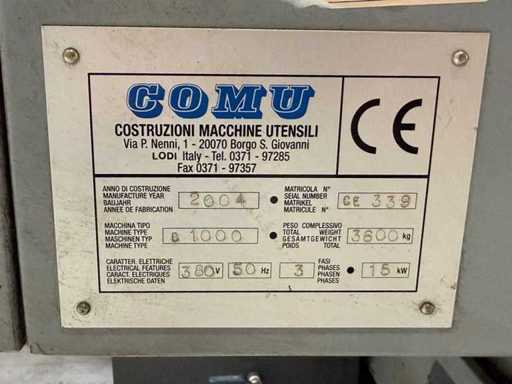 COMU
COSTRUZIONI MACCHINE UTENSILI
Via P. Nenni, 1 - 20070 Borgo S. Giovanni
LODI Italy - Tel. 0371 - 97285
Fax 0371 - 97357
CE
ANNO DI COSTRUZIONE
MANUFACTURE YEAR
BAUJAHR
ANNEE DE FABRICATION
2004
MATRICOLA N°
SEIAL NUMBER
MATRIKEL
MATRICULE N°
CE 339
MACCHINA TIPO
MACHINE TYPE
MASCHINEN TYP
MACHINE TYPE
1000
PESO COMPLESSIVO
TOTAL WEIGHT
GESAMTGEWICHT
POIDS TOTAL
3600 kg
CARATTER. ELETTRICHE
ELECTRICAL FEATURES
CARACT. ELECTRIQUES
ELEKTRISCHE DATEN
380 V 50 Hz 3
FASI
PHASES
PHASEN
PHASES
15 kW